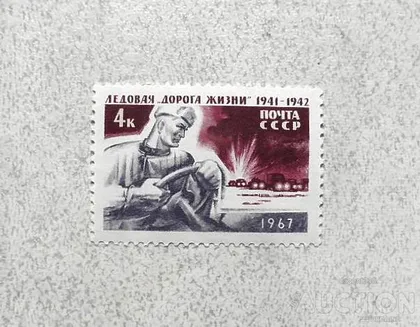 ЛЕДОВАЯ „ДОРОГА ЖИЗНИ" 1941-1942
4к
ПОЧТА
СССР
1967